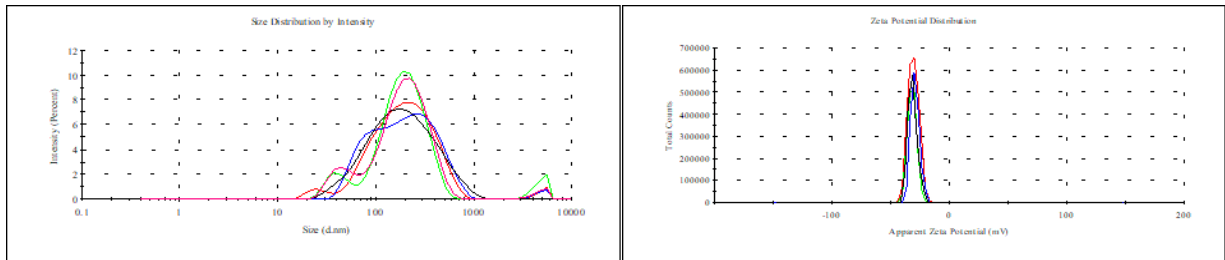 Size Distribution by Intensity
12
10
8
6
4
2
0
Intensity (Percent)
0.1 1 10 100 1000 10000
Size (d.nm)
Zeta Potential Distribution
700000
600000
500000
400000
300000
200000
100000
0
Total Counts
-100 0 100 200
Apparent Zeta Potential (mV)